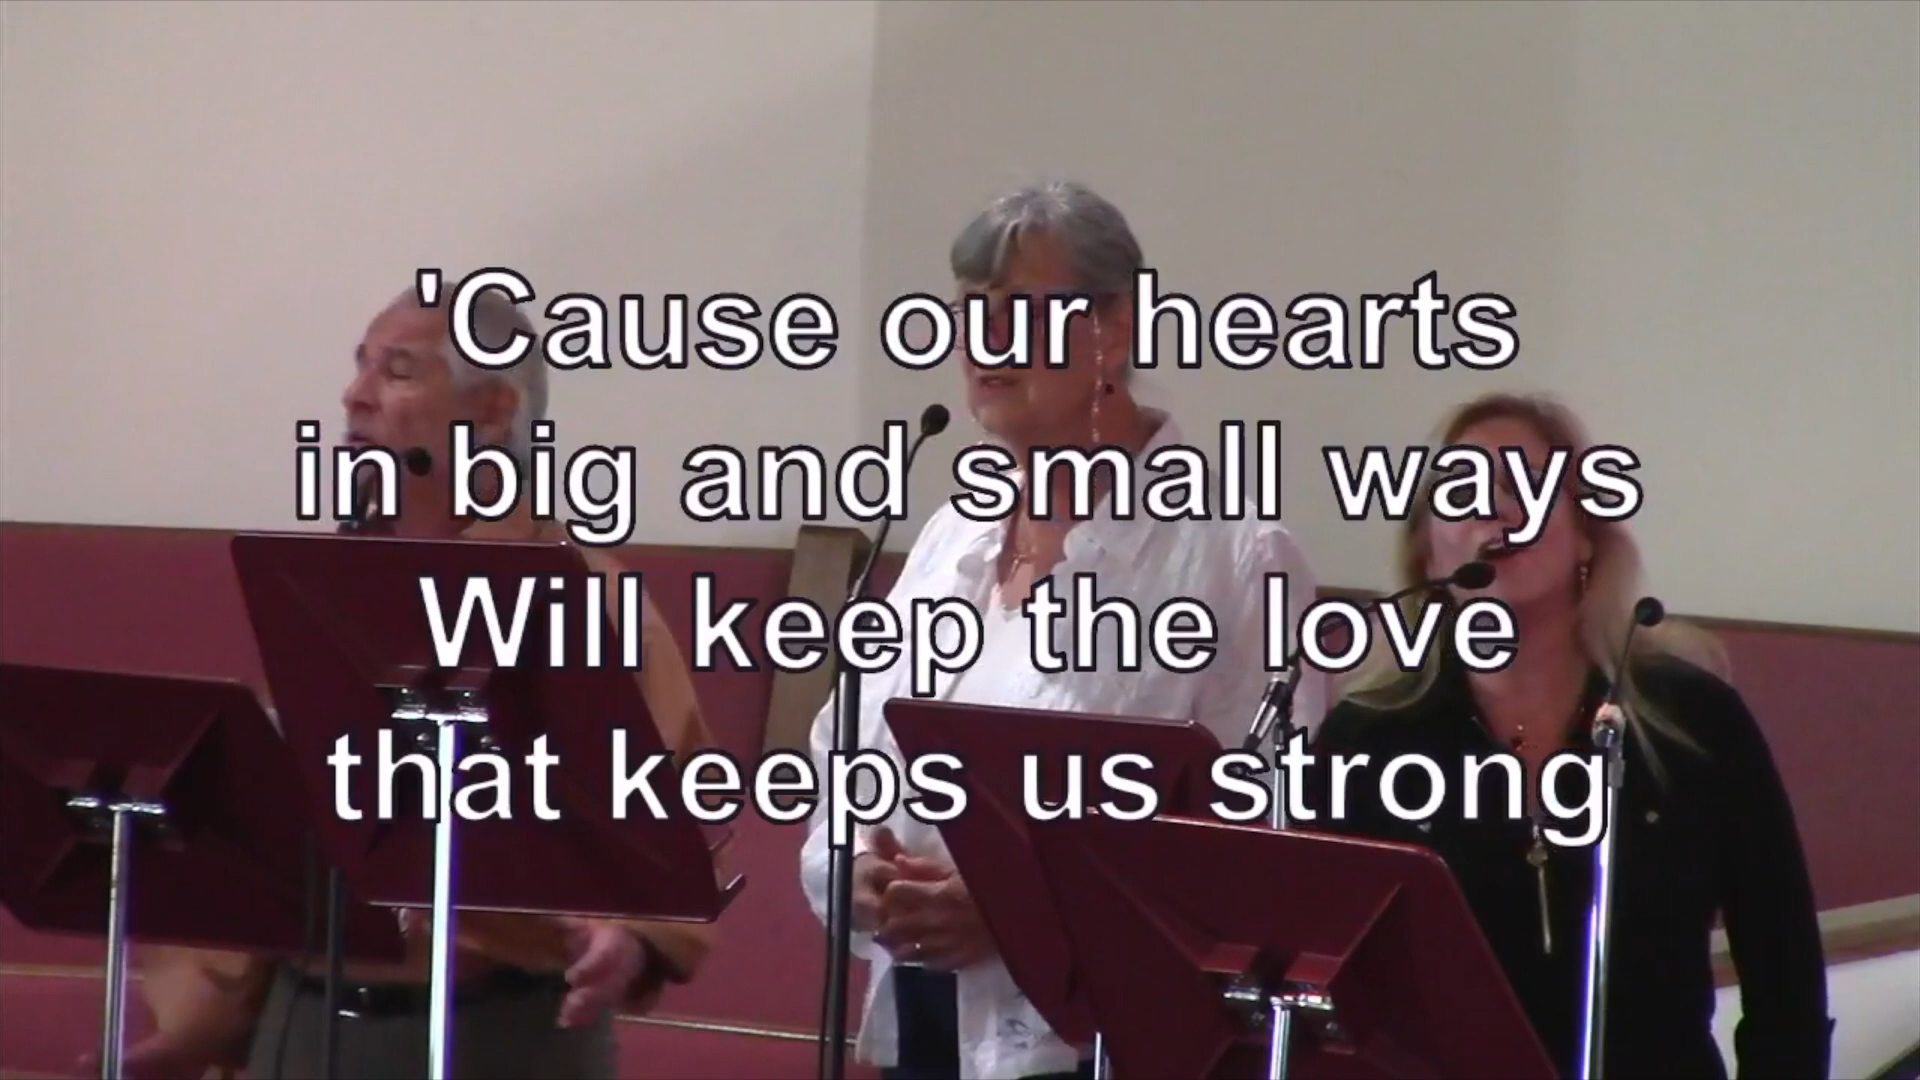 'Cause our hearts
in big and small ways
Will keep the love
that keeps us strong